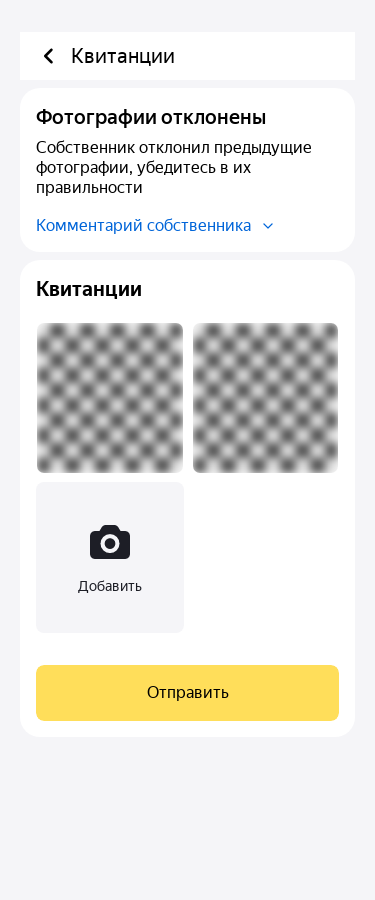 Квитанции
Фотографии отклонены
Собственник отклонил предыдущие
фотографии, убедитесь в их
правильности
Комментарий собственника
Квитанции
Добавить
Отправить